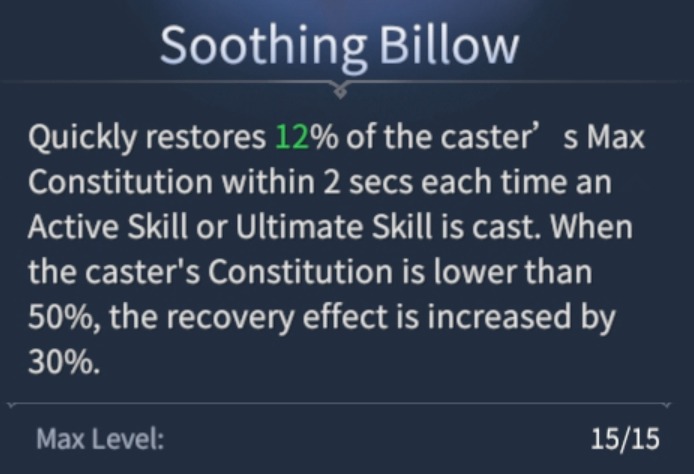 Soothing Billow
Quickly restores 12% of the caster’ s Max
Constitution within 2 secs each time an
Active Skill or Ultimate Skill is cast. When
the caster's Constitution is lower than
50%, the recovery effect is increased by
30%.
Max Level: 15/15